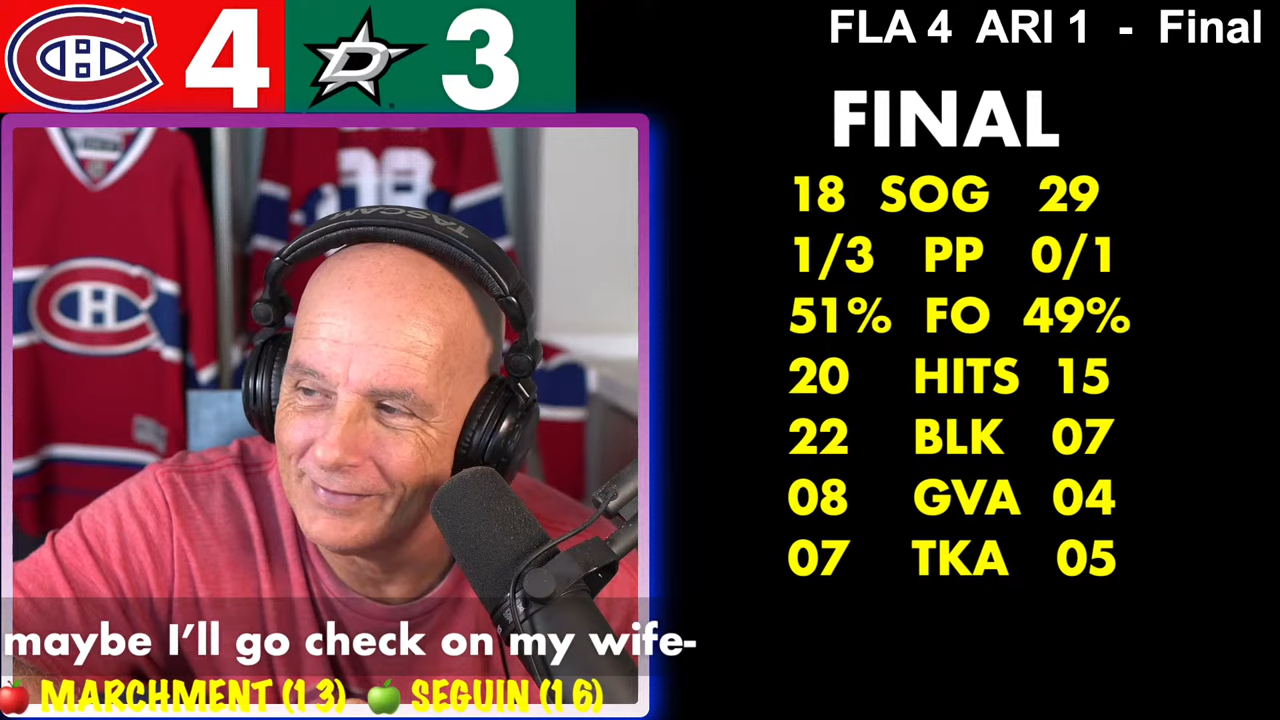 4 3
FLA 4 ARI 1 - Final
FINAL
18 SOG 29
1/3 PP 0/1
51% FO 49%
20 HITS 15
22 BLK 07
08 GVA 04
07 TKA 05
TASCAM
maybe I'll go check on my wife-
MARCHMENT (13) SEGUIN (16)